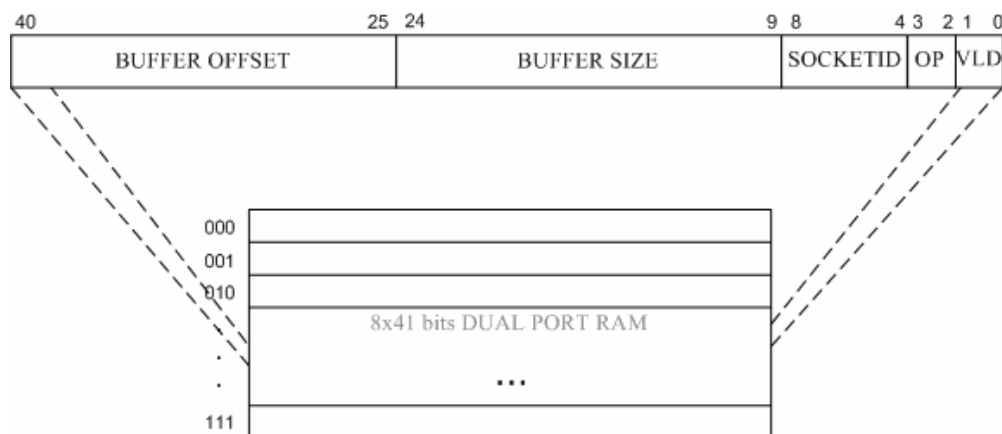 40 25 24 9 8 4 3 2 1 0
BUFFER OFFSET BUFFER SIZE SOCKETID OP VLD
000
001
010
8x41 bits DUAL PORT RAM
.
.
. ...
111